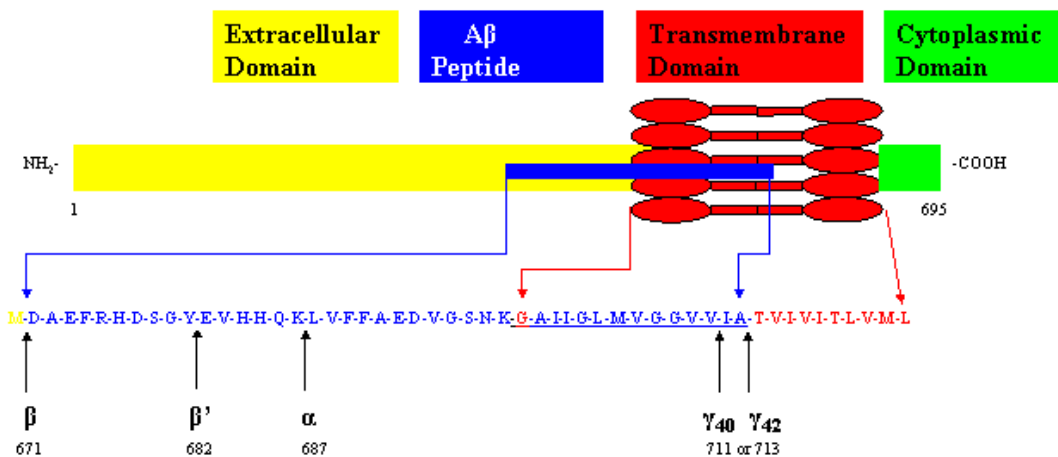 Extracellular
Domain
Aβ
Peptide
Transmembrane
Domain
Cytoplasmic
Domain
NH₂-
-COOH
1
695
M-D-A-E-F-R-H-D-S-G-Y-E-V-H-H-Q-K-L-V-F-F-A-E-D-V-G-S-N-K-G-A-I-I-G-L-M-V-G-G-V-V-I-A-T-V-I-V-I-T-L-V-M-L
β
β’
α
γ₄₀
γ₄₂
671
682
687
711 or 713